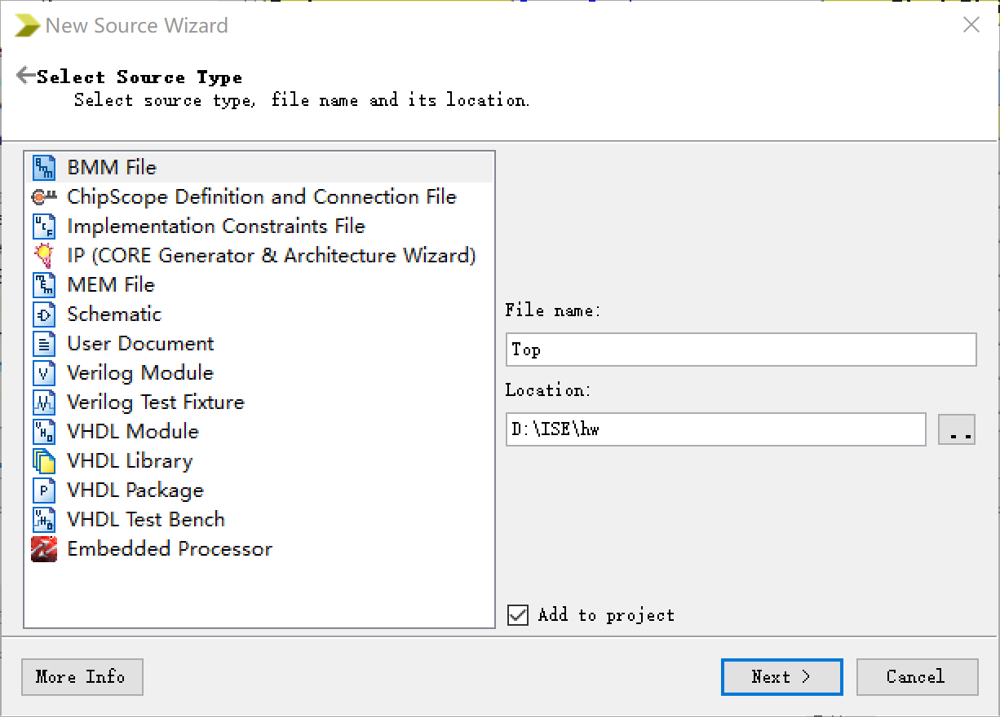 New Source Wizard
Select Source Type
Select source type, file name and its location.
BMM File
ChipScope Definition and Connection File
Implementation Constraints File
IP (CORE Generator & Architecture Wizard)
MEM File
Schematic
User Document
Verilog Module
Verilog Test Fixture
VHDL Module
VHDL Library
VHDL Package
VHDL Test Bench
Embedded Processor
File name:
Top
Location:
D:\ISE\hw
..
Add to project
More Info
Next >
Cancel